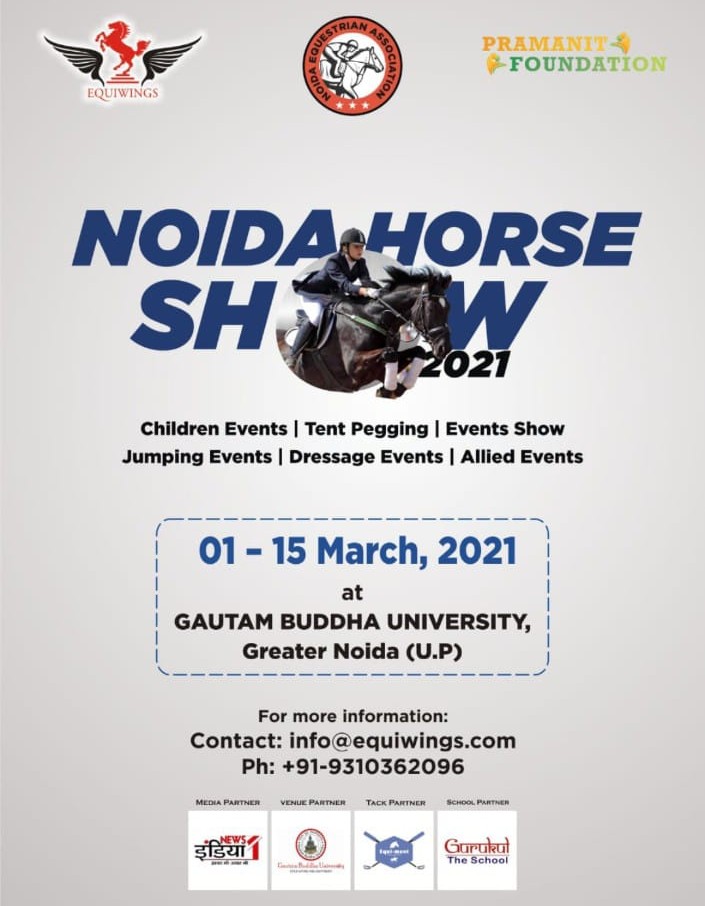 EQUIWINGS
NOIDA EQUESTRIAN ASSOCIATION
PRAMANIT
FOUNDATION
NOIDA HORSE
SHOW
2021
Children Events | Tent Pegging | Events Show
Jumping Events | Dressage Events | Allied Events
01 – 15 March, 2021
at
GAUTAM BUDDHA UNIVERSITY,
Greater Noida (U.P)
For more information:
Contact: info@equiwings.com
Ph: +91-9310362096
MEDIA PARTNER
VENUE PARTNER
TACK PARTNER
SCHOOL PARTNER
NEWS
इंडिया 1
Gautam Buddha University
Equi-meet
Gurukul
The School